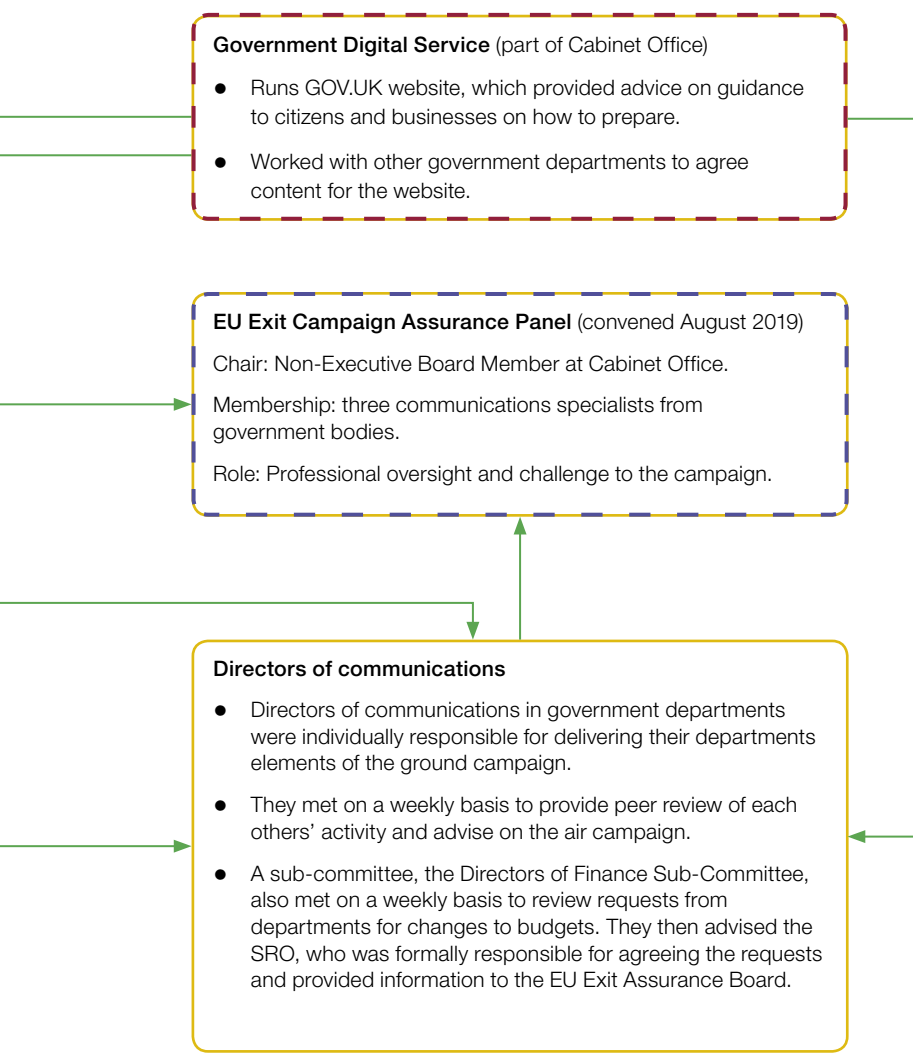 Government Digital Service (part of Cabinet Office)
● Runs GOV.UK website, which provided advice on guidance
to citizens and businesses on how to prepare.
● Worked with other government departments to agree
content for the website.
EU Exit Campaign Assurance Panel (convened August 2019)
Chair: Non-Executive Board Member at Cabinet Office.
Membership: three communications specialists from
government bodies.
Role: Professional oversight and challenge to the campaign.
Directors of communications
● Directors of communications in government departments
were individually responsible for delivering their departments
elements of the ground campaign.
● They met on a weekly basis to provide peer review of each
others’ activity and advise on the air campaign.
● A sub-committee, the Directors of Finance Sub-Committee,
also met on a weekly basis to review requests from
departments for changes to budgets. They then advised the
SRO, who was formally responsible for agreeing the requests
and provided information to the EU Exit Assurance Board.